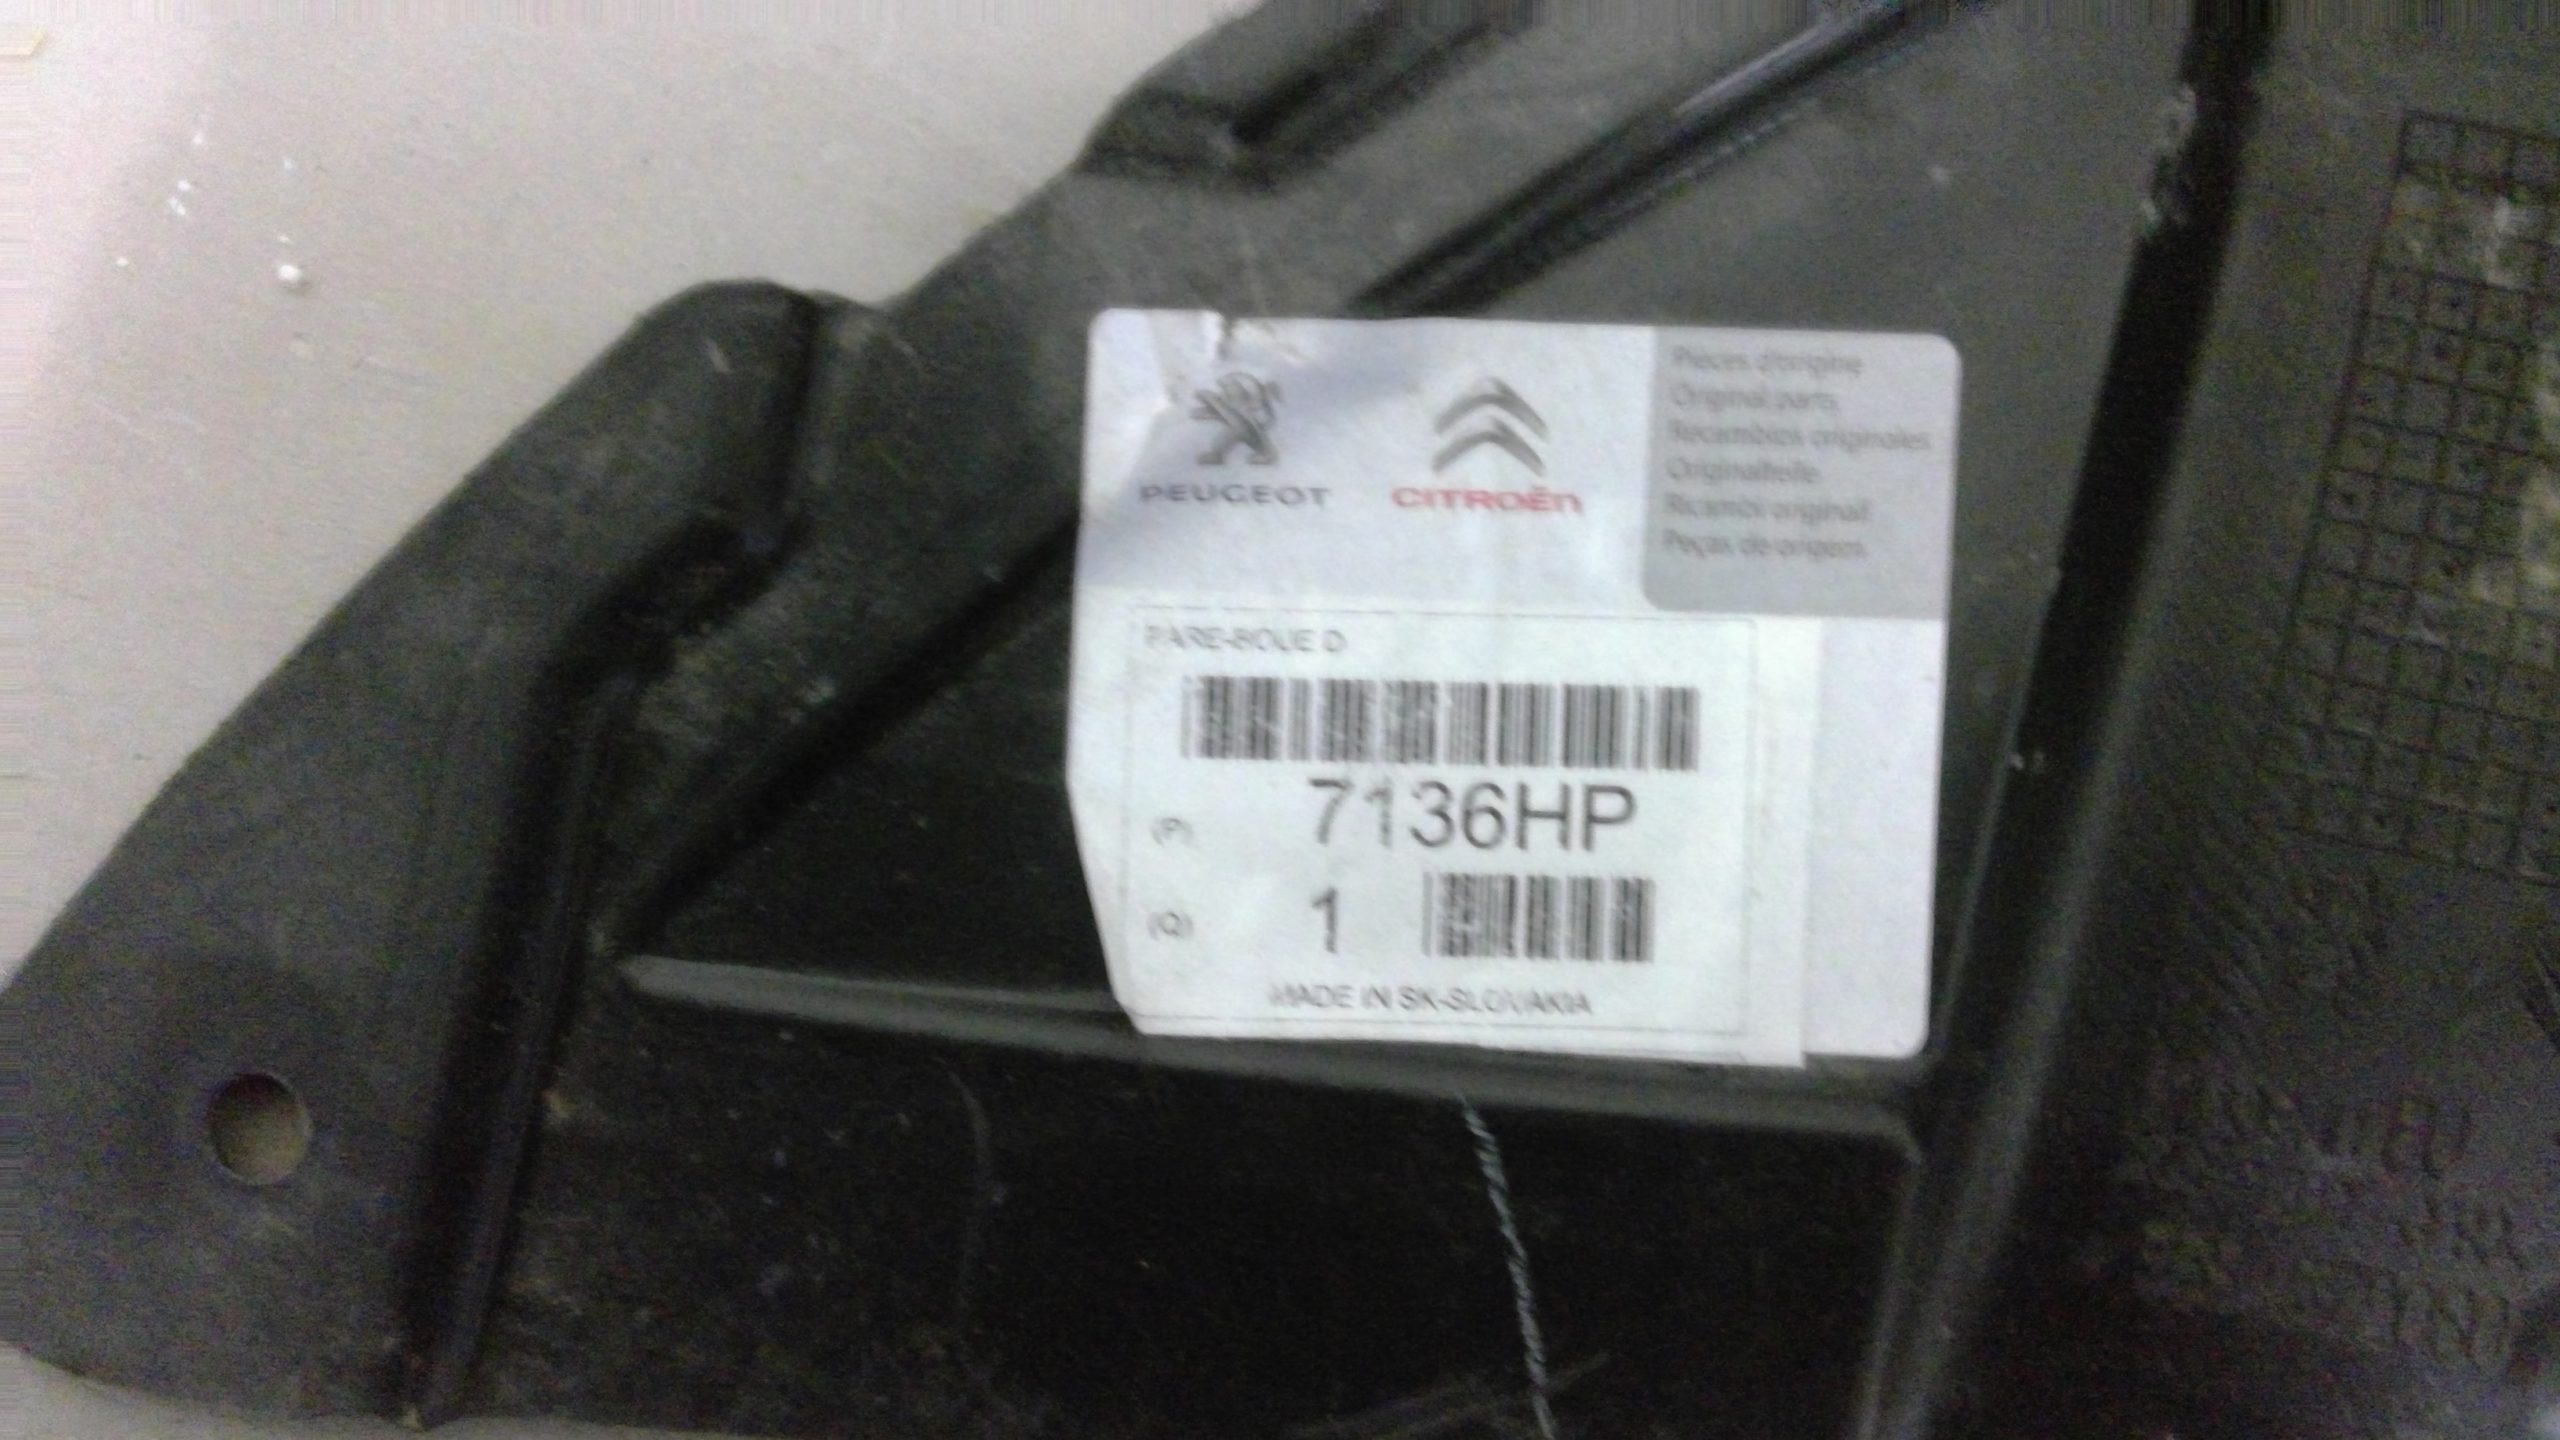 PEUGEOT
CITROËN
Pièces d'origine
Original parts
Recambios originales
Originalteile
Ricambi originali
Peças de origem
PARE-BOUE D
(P) 7136HP
(Q) 1
MADE IN SK-SLOVAKIA